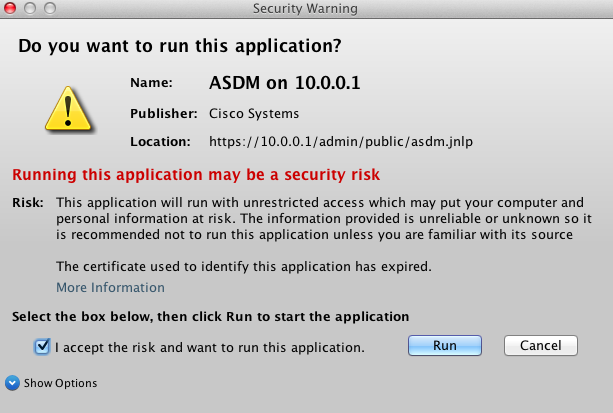 Security Warning
Do you want to run this application?
Name: ASDM on 10.0.0.1
Publisher: Cisco Systems
Location: https://10.0.0.1/admin/public/asdm.jnlp
Running this application may be a security risk
Risk: This application will run with unrestricted access which may put your computer and
personal information at risk. The information provided is unreliable or unknown so it
is recommended not to run this application unless you are familiar with its source
The certificate used to identify this application has expired.
More Information
Select the box below, then click Run to start the application
I accept the risk and want to run this application.
Run
Cancel
Show Options